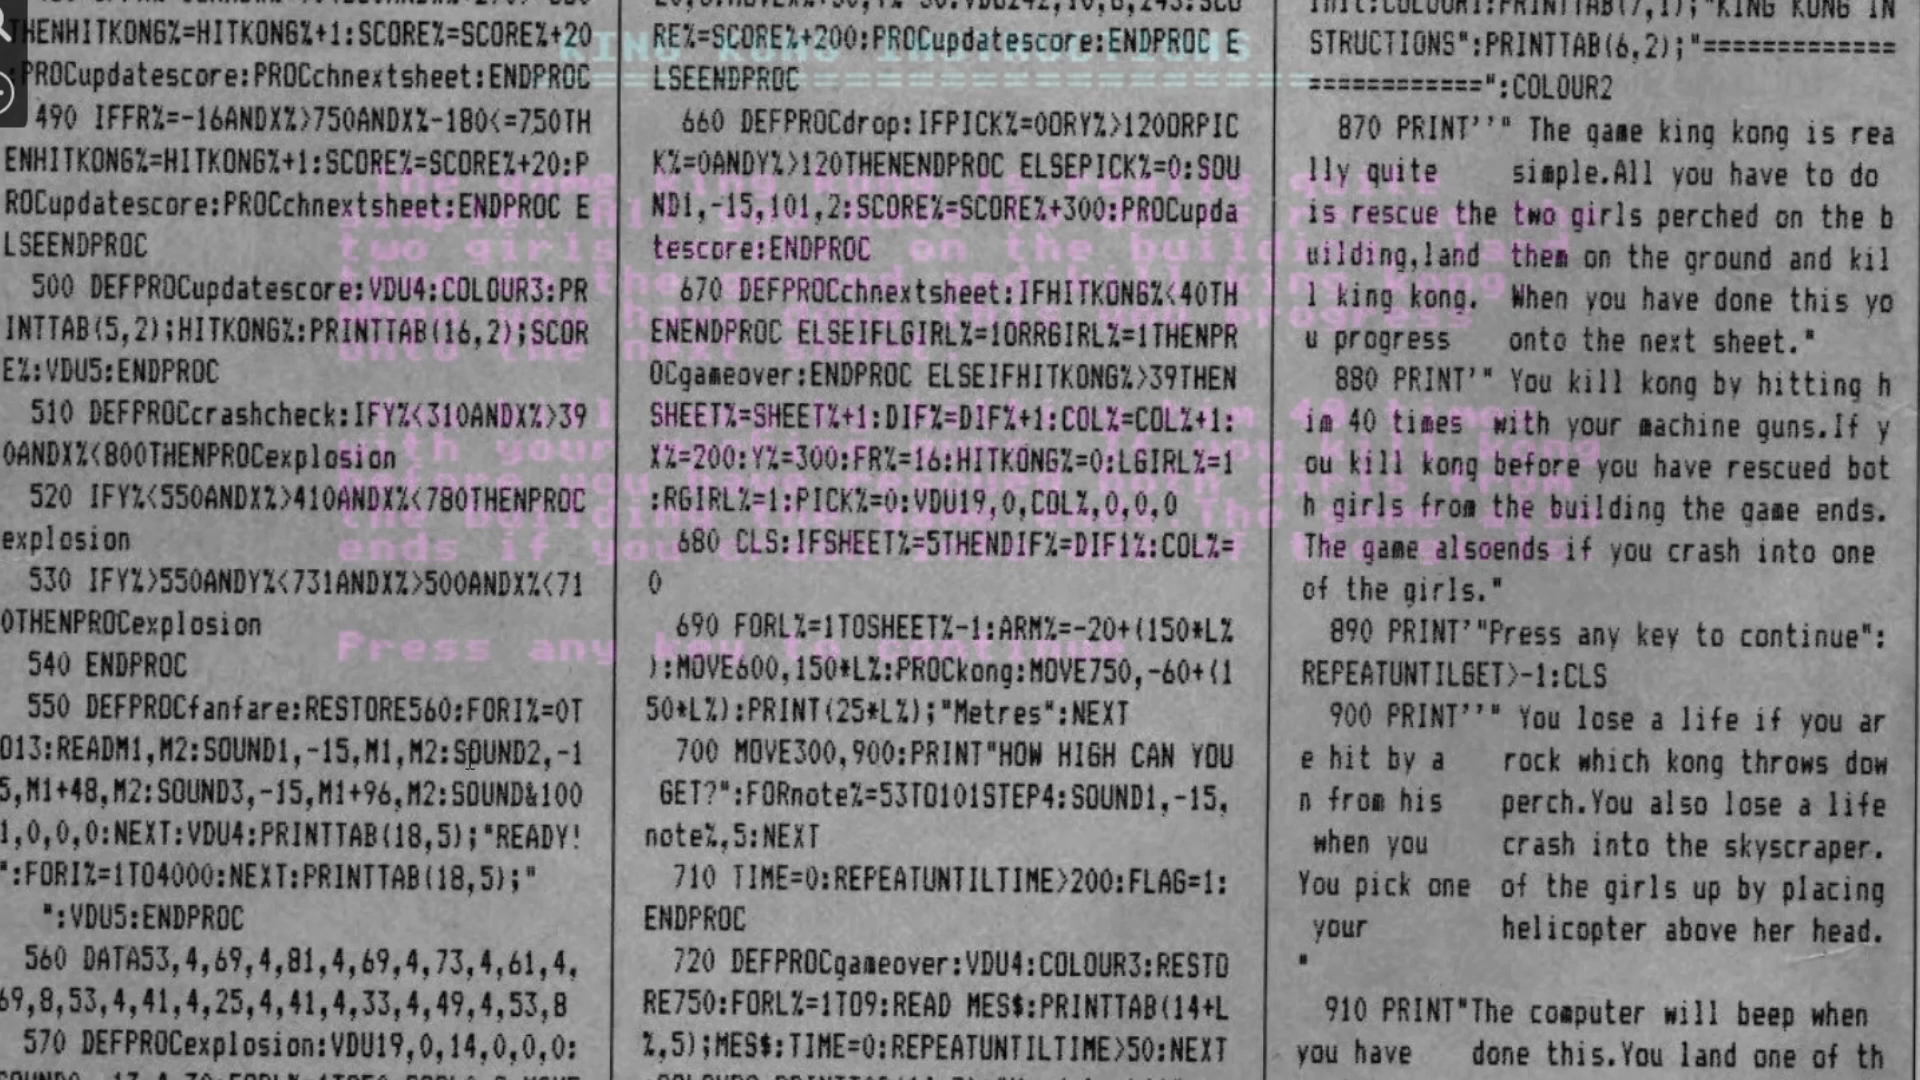 THENHITKONG%=HITKONG%+1:SCORE%=SCORE%+20
:PROCupdatescore:PROCchnextsheet:ENDPROC
490 IFFR%=-16ANDX%>750ANDX%-180<=750TH
ENHITKONG%=HITKONG%+1:SCORE%=SCORE%+20:P
ROCupdatescore:PROCchnextsheet:ENDPROC E
LSEENDPROC
500 DEFPROCupdatescore:VDU4:COLOUR3:PR
INTTAB(5,2);HITKONG%:PRINTTAB(16,2);SCOR
E%:VDU5:ENDPROC
510 DEFPROCcrashcheck:IFY%<310ANDX%>39
0ANDX%<800THENPROCexplosion
520 IFY%<550ANDX%>410ANDX%<780THENPROC
explosion
530 IFY%>550ANDY%<731ANDX%>500ANDX%<71
0THENPROCexplosion
540 ENDPROC
550 DEFPROCfanfare:RESTORE560:FORI%=0T
O13:READM1,M2:SOUND1,-15,M1,M2:SOUND2,-1
5,M1+48,M2:SOUND3,-15,M1+96,M2:SOUND&100
1,0,0,0:NEXT:VDU4:PRINTTAB(18,5);"READY!
":FORI%=1TO4000:NEXT:PRINTTAB(18,5);"
":VDU5:ENDPROC
560 DATA53,4,69,4,81,4,69,4,73,4,61,4,
69,8,53,4,41,4,25,4,41,4,33,4,49,4,53,8
570 DEFPROCexplosion:VDU19,0,14,0,0,0:
RE%=SCORE%+200:PROCupdatescore:ENDPROC E
LSEENDPROC
660 DEFPROCdrop:IFPICK%=0ORY%>120ORPIC
K%=0ANDY%>120THENENDPROC ELSEPICK%=0:SOU
ND1,-15,101,2:SCORE%=SCORE%+300:PROCupda
tescore:ENDPROC
670 DEFPROCchnextsheet:IFHITKONG%<40TH
ENENDPROC ELSEIFLGIRL%=1ORRGIRL%=1THENPR
OCgameover:ENDPROC ELSEIFHITKONG%>39THEN
SHEET%=SHEET%+1:DIF%=DIF%+1:COL%=COL%+1:
X%=200:Y%=300:FR%=16:HITKONG%=0:LGIRL%=1
:RGIRL%=1:PICK%=0:VDU19,0,COL%,0,0,0
680 CLS:IFSHEET%=5THENDIF%=DIF1%:COL%=
0
690 FORL%=1TOSHEET%-1:ARM%=-20+(150*L%
):MOVE600,150*L%:PROCkong:MOVE750,-60+(1
50*L%):PRINT(25*L%);"Metres":NEXT
700 MOVE300,900:PRINT"HOW HIGH CAN YOU
GET?":FORnote%=53TO101STEP4:SOUND1,-15,
note%,5:NEXT
710 TIME=0:REPEATUNTILTIME>200:FLAG=1:
ENDPROC
720 DEFPROCgameover:VDU4:COLOUR3:RESTO
RE750:FORL%=1TO9:READ MES$:PRINTTAB(14+L
%,5);MES$:TIME=0:REPEATUNTILTIME>50:NEXT
init:COLOUR1:PRINTTAB(7,1);"KING KONG IN
STRUCTIONS":PRINTTAB(6,2);"=============
============":COLOUR2
870 PRINT''" The game king kong is rea
lly quite     simple.All you have to do
is rescue the two girls perched on the b
uilding,land  them on the ground and kil
l king kong.  When you have done this yo
u progress    onto the next sheet."
880 PRINT'" You kill kong by hitting h
im 40 times  with your machine guns.If y
ou kill kong before you have rescued bot
h girls from the building the game ends.
The game alsoends if you crash into one
of the girls."
890 PRINT'"Press any key to continue":
REPEATUNTILGET>-1:CLS
900 PRINT''" You lose a life if you ar
e hit by a    rock which kong throws dow
n from his    perch.You also lose a life
when you     crash into the skyscraper.
You pick one  of the girls up by placing
your         helicopter above her head.
"
910 PRINT"The computer will beep when
you have    done this.You land one of th
KING KONG INSTRUCTIONS
Press any key to continue